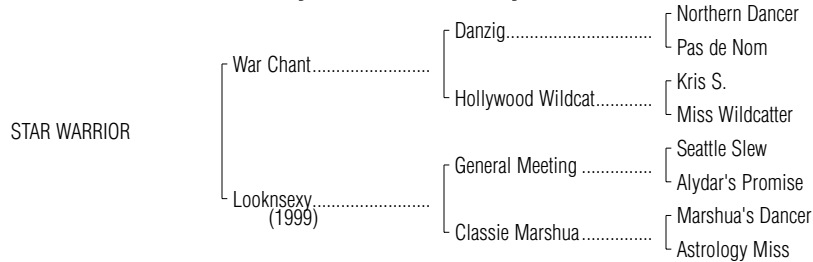 Northern Dancer
Danzig................................
Pas de Nom
War Chant..........................
Kris S.
Hollywood Wildcat............
Miss Wildcatter
STAR WARRIOR
Seattle Slew
General Meeting ...............
Alydar's Promise
Looknsexy..........................
(1999)
Marshua's Dancer
Classie Marshua...............
Astrology Miss